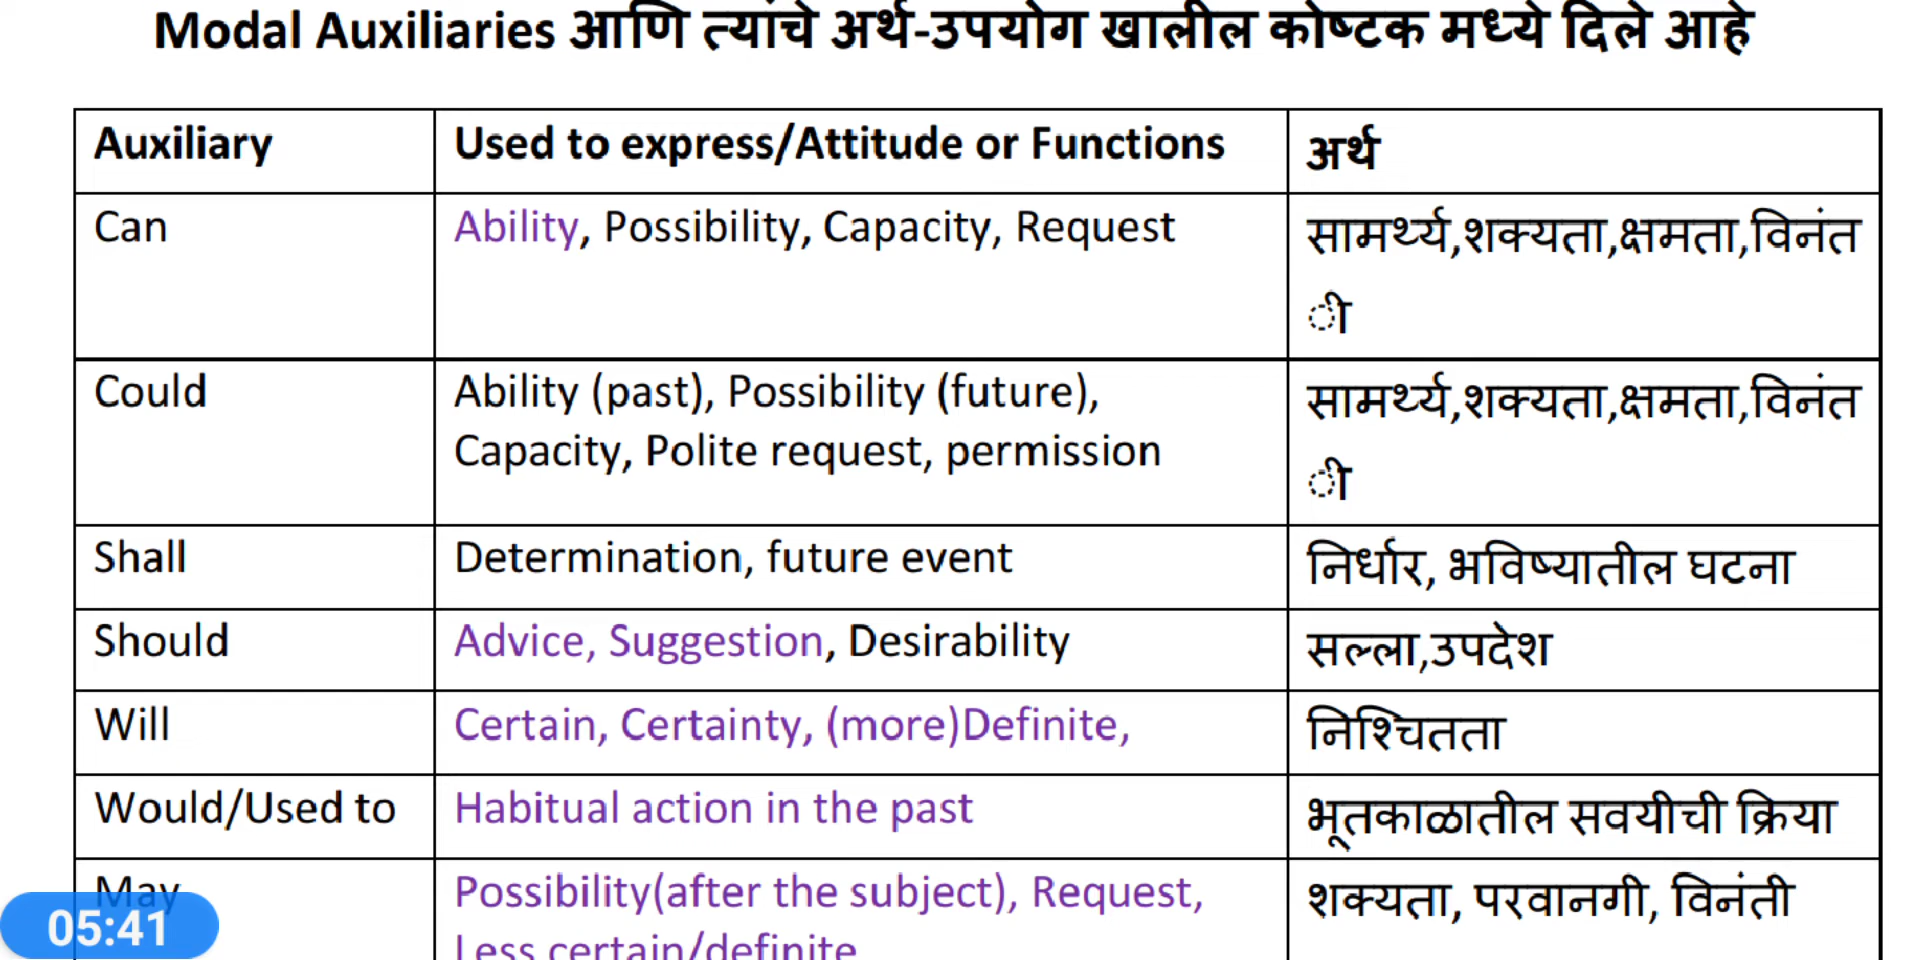 Modal Auxiliaries आणि त्यांचे अर्थ-उपयोग खालील कोष्टक मध्ये दिले आहे
Auxiliary Used to express/Attitude or Functions अर्थ
Can Ability, Possibility, Capacity, Request सामर्थ्य,शक्यता,क्षमता,विनंत
ी
Could Ability (past), Possibility (future), सामर्थ्य,शक्यता,क्षमता,विनंत
Capacity, Polite request, permission
ी
Shall Determination, future event निर्धार, भविष्यातील घटना
Should Advice, Suggestion, Desirability सल्ला,उपदेश
Will Certain, Certainty, (more)Definite, निश्चितता
Would/Used to Habitual action in the past भूतकाळातील सवयीची क्रिया
May Possibility(after the subject), Request, शक्यता, परवानगी, विनंती
Less certain/definite
05:41